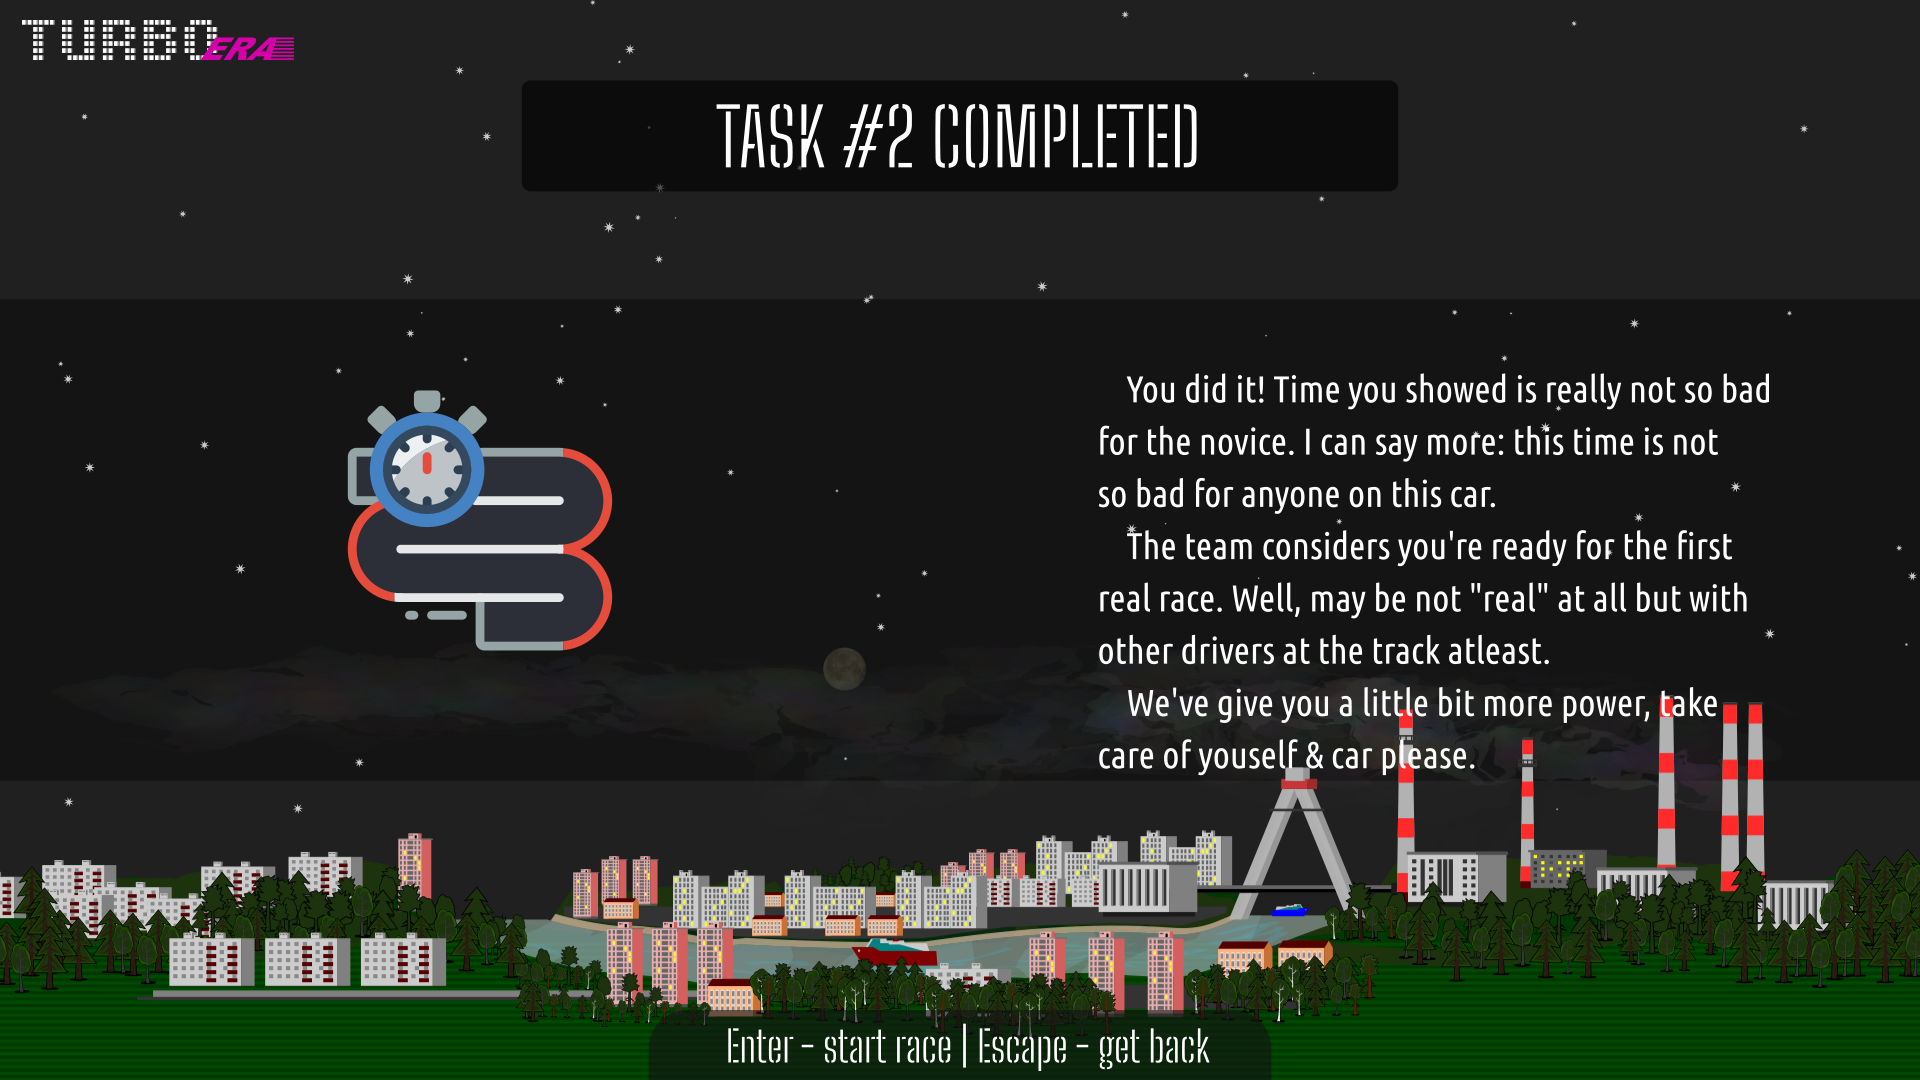 TURBO ERA
TASK #2 COMPLETED
You did it! Time you showed is really not so bad
for the novice. I can say more: this time is not
so bad for anyone on this car.
The team considers you're ready for the first
real race. Well, may be not "real" at all but with
other drivers at the track atleast.
We've give you a little bit more power, take
care of youself & car please.
Enter - start race | Escape - get back